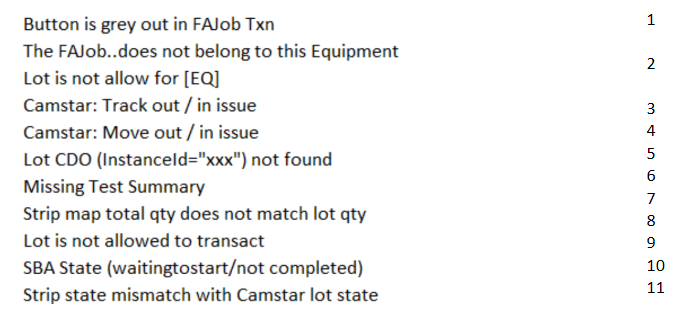 Button is grey out in FAJob Txn 1
The FAJob..does not belong to this Equipment 2
Lot is not allow for [EQ]
Camstar: Track out / in issue 3
Camstar: Move out / in issue 4
Lot CDO (InstanceId="xxx") not found 5
Missing Test Summary 6
Strip map total qty does not match lot qty 7
Lot is not allowed to transact 8
9
SBA State (waitingtostart/not completed) 10
Strip state mismatch with Camstar lot state 11